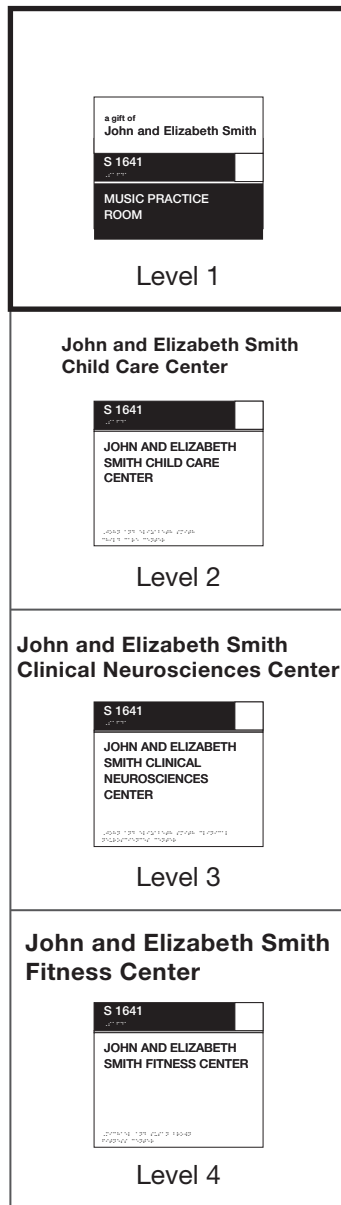 a gift of
John and Elizabeth Smith
S 1641
MUSIC PRACTICE
ROOM
Level 1
John and Elizabeth Smith
Child Care Center
S 1641
JOHN AND ELIZABETH
SMITH CHILD CARE
CENTER
Level 2
John and Elizabeth Smith
Clinical Neurosciences Center
S 1641
JOHN AND ELIZABETH
SMITH CLINICAL
NEUROSCIENCES
CENTER
Level 3
John and Elizabeth Smith
Fitness Center
S 1641
JOHN AND ELIZABETH
SMITH FITNESS CENTER
Level 4